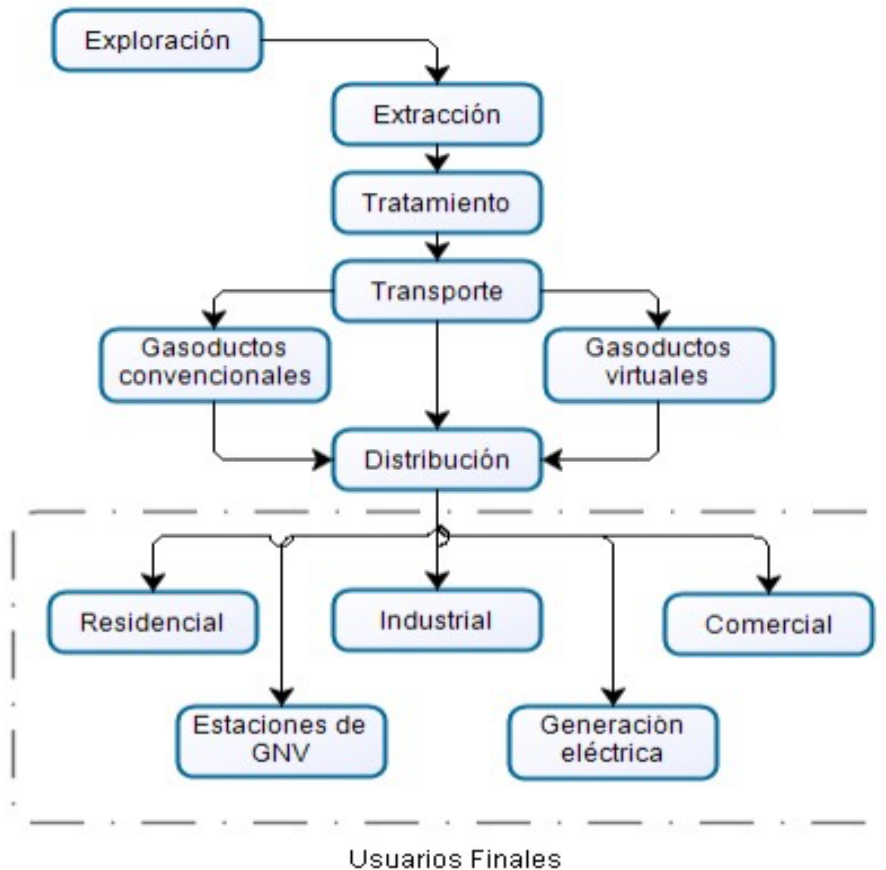 Exploración
Extracción
Tratamiento
Transporte
Gasoductos
convencionales
Gasoductos
virtuales
Distribución
Residencial
Industrial
Comercial
Estaciones de
GNV
Generaciòn
eléctrica
Usuarios Finales